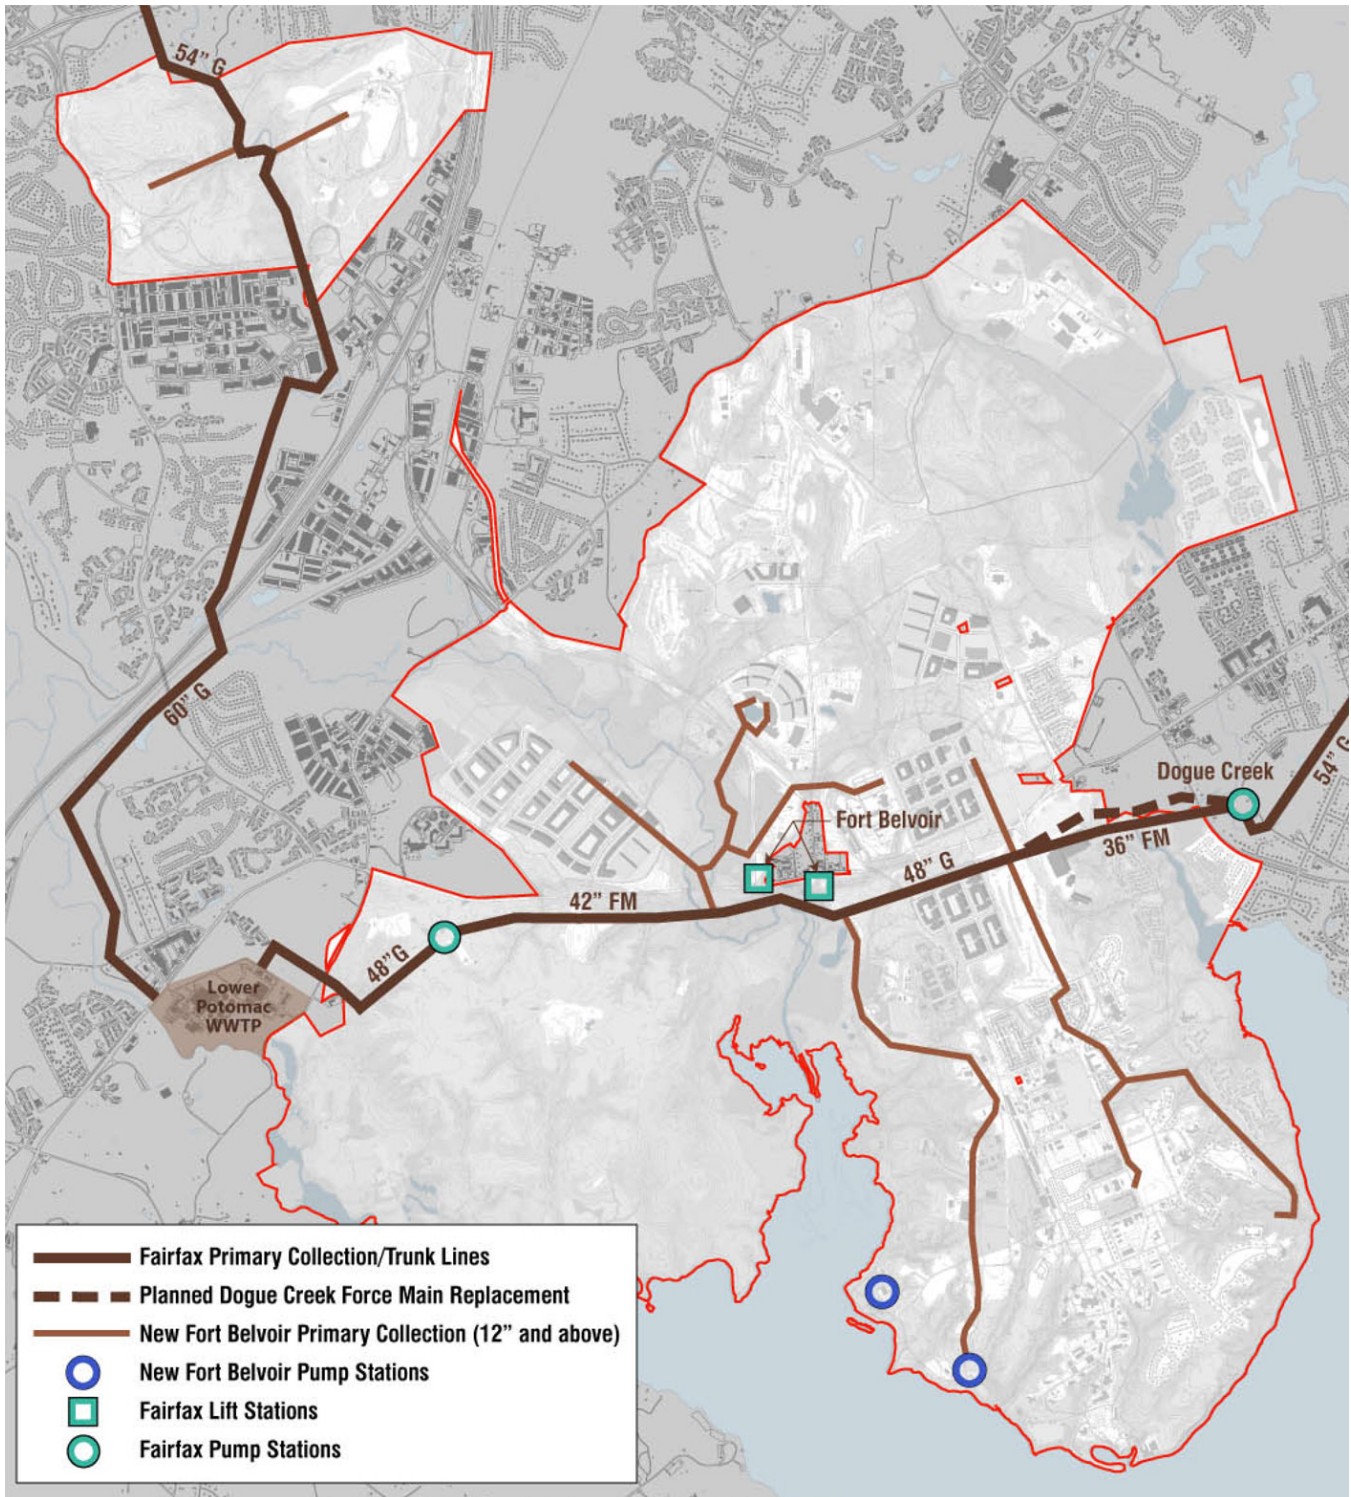 54” G
60” G
Dogue Creek
54” G
Fort Belvoir
36” FM
48” G
42” FM
48”G
Lower
Potomac
WWTP
Fairfax Primary Collection/Trunk Lines
Planned Dogue Creek Force Main Replacement
New Fort Belvoir Primary Collection (12” and above)
New Fort Belvoir Pump Stations
Fairfax Lift Stations
Fairfax Pump Stations